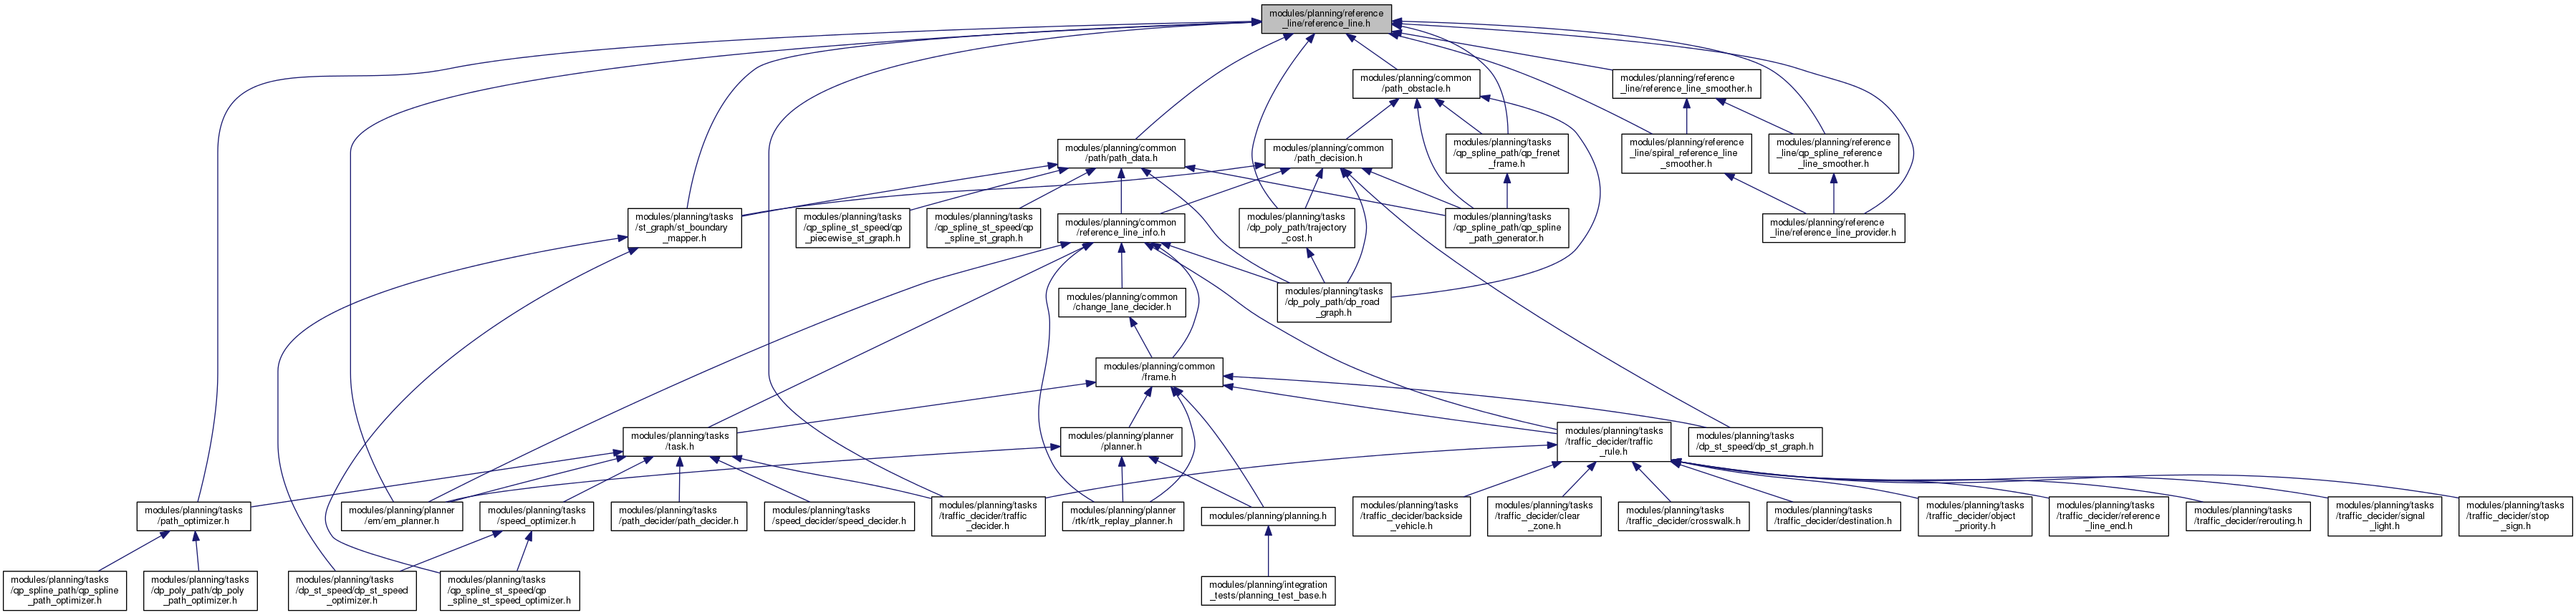 modules/planning/reference
_line/reference_line.h
modules/planning/common
/path_obstacle.h
modules/planning/reference
_line/reference_line_smoother.h
modules/planning/common
/path/path_data.h
modules/planning/common
/path_decision.h
modules/planning/tasks
/qp_spline_path/qp_frenet
_frame.h
modules/planning/reference
_line/spiral_reference_line
_smoother.h
modules/planning/reference
_line/qp_spline_reference
_line_smoother.h
modules/planning/tasks
/st_graph/st_boundary
_mapper.h
modules/planning/tasks
/qp_spline_st_speed/qp
_piecewise_st_graph.h
modules/planning/tasks
/qp_spline_st_speed/qp
_spline_st_graph.h
modules/planning/common
/reference_line_info.h
modules/planning/tasks
/dp_poly_path/trajectory
_cost.h
modules/planning/tasks
/qp_spline_path/qp_spline
_path_generator.h
modules/planning/reference
_line/reference_line_provider.h
modules/planning/common
/change_lane_decider.h
modules/planning/tasks
/dp_poly_path/dp_road
_graph.h
modules/planning/common
/frame.h
modules/planning/tasks
/task.h
modules/planning/planner
/planner.h
modules/planning/tasks
/traffic_decider/traffic
_rule.h
modules/planning/tasks
/dp_st_speed/dp_st_graph.h
modules/planning/tasks
/path_optimizer.h
modules/planning/planner
/em/em_planner.h
modules/planning/tasks
/speed_optimizer.h
modules/planning/tasks
/path_decider/path_decider.h
modules/planning/tasks
/speed_decider/speed_decider.h
modules/planning/tasks
/traffic_decider/traffic
_decider.h
modules/planning/planner
/rtk/rtk_replay_planner.h
modules/planning/planning.h
modules/planning/tasks
/traffic_decider/backside
_vehicle.h
modules/planning/tasks
/traffic_decider/clear
_zone.h
modules/planning/tasks
/traffic_decider/crosswalk.h
modules/planning/tasks
/traffic_decider/destination.h
modules/planning/tasks
/traffic_decider/object
_priority.h
modules/planning/tasks
/traffic_decider/reference
_line_end.h
modules/planning/tasks
/traffic_decider/rerouting.h
modules/planning/tasks
/traffic_decider/signal
_light.h
modules/planning/tasks
/traffic_decider/stop
_sign.h
modules/planning/tasks
/qp_spline_path/qp_spline
_path_optimizer.h
modules/planning/tasks
/dp_poly_path/dp_poly
_path_optimizer.h
modules/planning/tasks
/dp_st_speed/dp_st_speed
_optimizer.h
modules/planning/tasks
/qp_spline_st_speed/qp
_spline_st_speed_optimizer.h
modules/planning/integration
_tests/planning_test_base.h